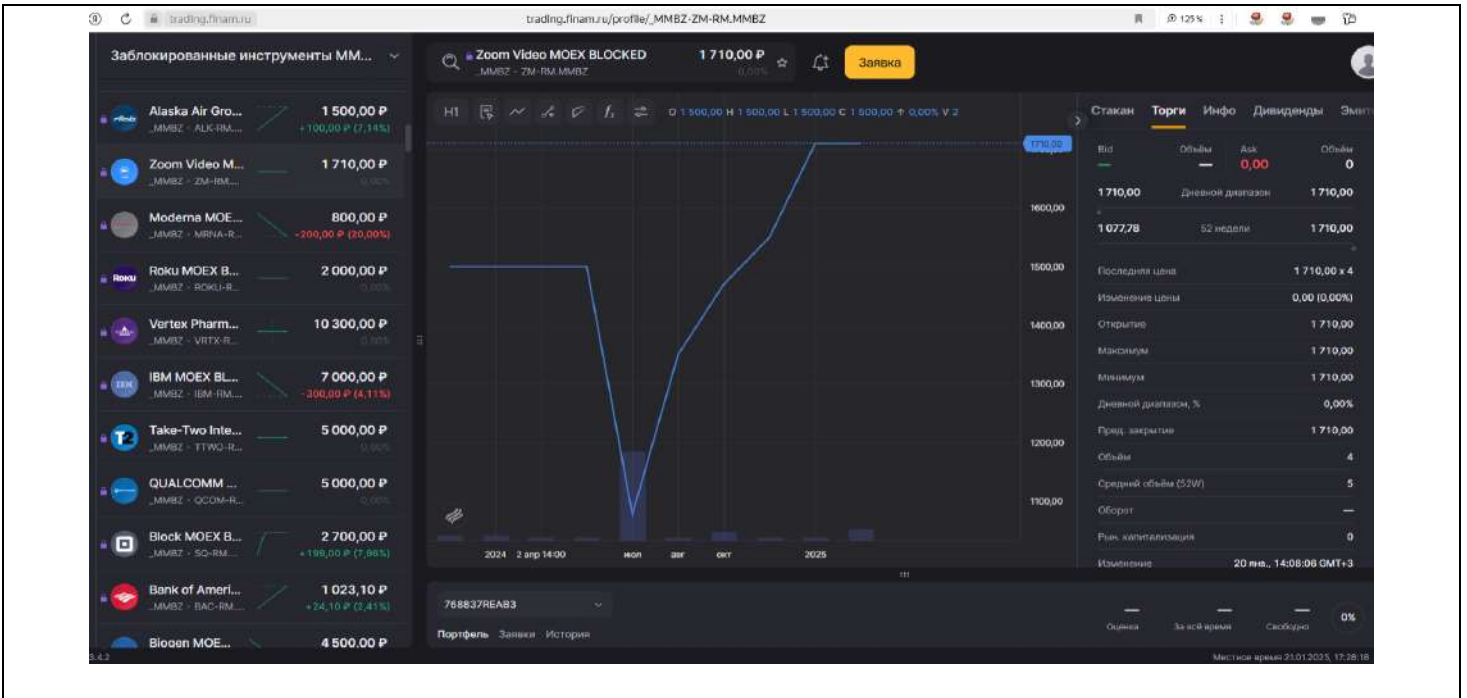 trading.finam.ru
trading.finam.ru/profile/_MMBZ-ZM-RM.MMBZ
125 %
Заблокированные инструменты ММ...
Alaska Air Gro...
1 500,00 ₽
_MMBZ - ALK-RM....
+100,00 ₽ (7,14%)
Zoom Video M...
1 710,00 ₽
_MMBZ - ZM-RM....
0,00%
Moderna MOE...
800,00 ₽
_MMBZ - MRNA-R...
-200,00 ₽ (20,00%)
Roku MOEX B...
2 000,00 ₽
_MMBZ - ROKU-R...
0,00%
Vertex Pharm...
10 300,00 ₽
_MMBZ - VRTX-R...
0,00%
IBM MOEX BL...
7 000,00 ₽
_MMBZ - IBM-RM....
-300,00 ₽ (4,11%)
Take-Two Inte...
5 000,00 ₽
_MMBZ - TTWO-R...
0,00%
QUALCOMM ...
5 000,00 ₽
_MMBZ - QCOM-R...
0,00%
Block MOEX B...
2 700,00 ₽
_MMBZ - SQ-RM....
+199,00 ₽ (7,96%)
Bank of Ameri...
1 023,10 ₽
_MMBZ - BAC-RM....
+24,10 ₽ (2,41%)
Biogen MOE...
4 500,00 ₽
3.4.2
Zoom Video MOEX BLOCKED
1 710,00 ₽
_MMBZ - ZM-RM.MMBZ
0,00%
Заявка
H1
O 1 500,00 H 1 500,00 L 1 500,00 C 1 500,00 0,00% V 2
1710,00
1600,00
1500,00
1400,00
1300,00
1200,00
1100,00
2024 2 апр 14:00 июл авг окт 2025
768837REAB3
Портфель Заявки История
Стакан Торги Инфо Дивиденды
Bid Объём Ask Объём
— — 0,00 0
1 710,00 Дневной диапазон 1 710,00
1 077,78 52 недели 1 710,00
Последняя цена 1 710,00 x 4
Изменение цены 0,00 (0,00%)
Открытие 1 710,00
Максимум 1 710,00
Минимум 1 710,00
Дневной диапазон, % 0,00%
Пред. закрытие 1 710,00
Объём 4
Средний объём (52W) 5
Оборот —
Рын. капитализация 0
Изменение 20 янв., 14:08:06 GMT+3
— — — 0%
Оценка За всё время Свободно
Местное время 21.01.2025, 17:28:18